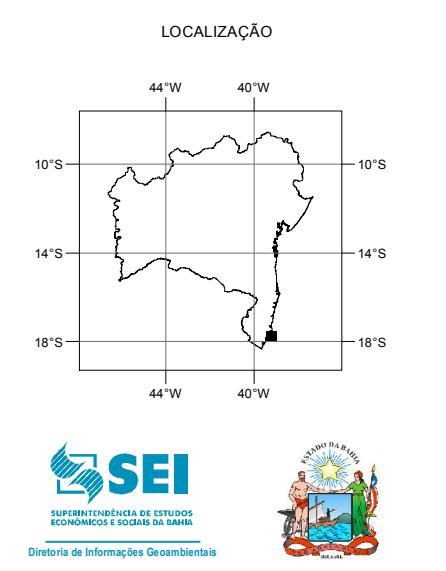 LOCALIZAÇÃO
44°W 40°W
10°S 10°S
14°S 14°S
18°S 18°S
44°W 40°W
SEI
SUPERINTENDÊNCIA DE ESTUDOS
ECONÔMICOS E SOCIAIS DA BAHIA
Diretoria de Informações Geoambientais
ESTADO DA BAHIA
BRASIL